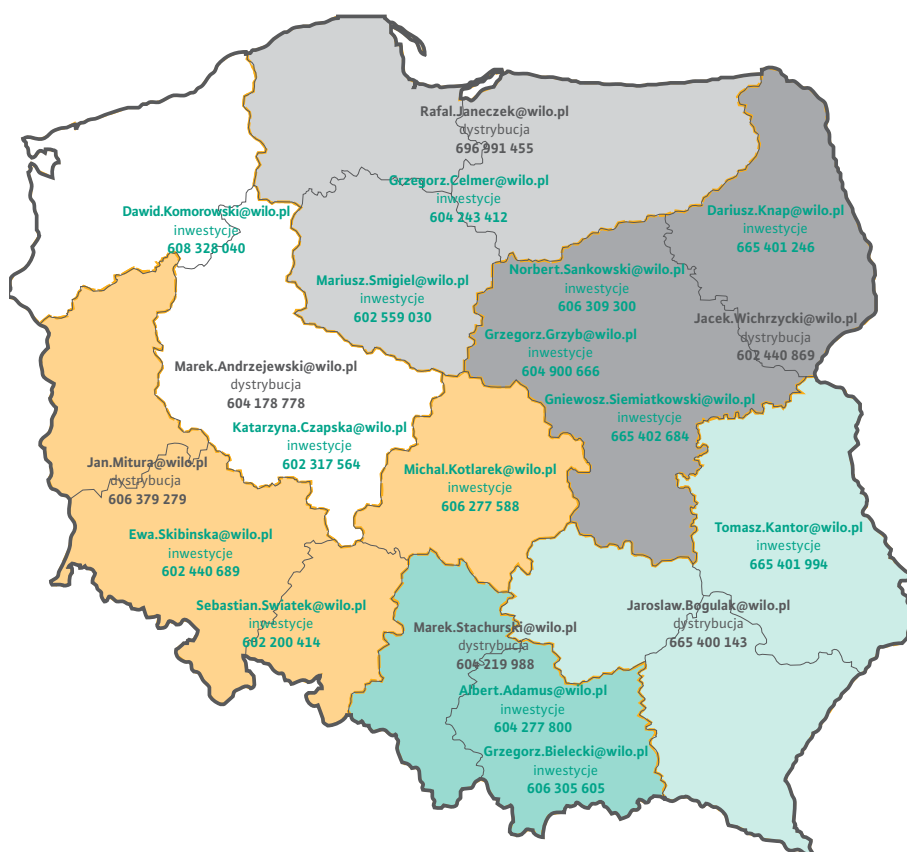 Rafal.Janeczek@wilo.pl
dystrybucja
696 991 455
Grzegorz.Celmer@wilo.pl
inwestycje
604 243 412
Dawid.Komorowski@wilo.pl
inwestycje
608 328 040
Dariusz.Knap@wilo.pl
inwestycje
665 401 246
Mariusz.Smigiel@wilo.pl
inwestycje
602 559 030
Norbert.Sankowski@wilo.pl
inwestycje
606 309 300
Grzegorz.Grzyb@wilo.pl
inwestycje
604 900 666
Jacek.Wichrzycki@wilo.pl
dystrybucja
602 440 869
Marek.Andrzejewski@wilo.pl
dystrybucja
604 178 778
Gniewosz.Siemiatkowski@wilo.pl
inwestycje
665 402 684
Katarzyna.Czapska@wilo.pl
inwestycje
602 317 564
Jan.Mitura@wilo.pl
dystrybucja
606 379 279
Michal.Kotlarek@wilo.pl
inwestycje
606 277 588
Ewa.Skibinska@wilo.pl
inwestycje
602 440 689
Tomasz.Kantor@wilo.pl
inwestycje
665 401 994
Sebastian.Swiatek@wilo.pl
inwestycje
602 200 414
Marek.Stachurski@wilo.pl
dystrybucja
604 219 988
Jaroslaw.Bogulak@wilo.pl
dystrybucja
665 400 143
Albert.Adamus@wilo.pl
inwestycje
604 277 800
Grzegorz.Bielecki@wilo.pl
inwestycje
606 305 605